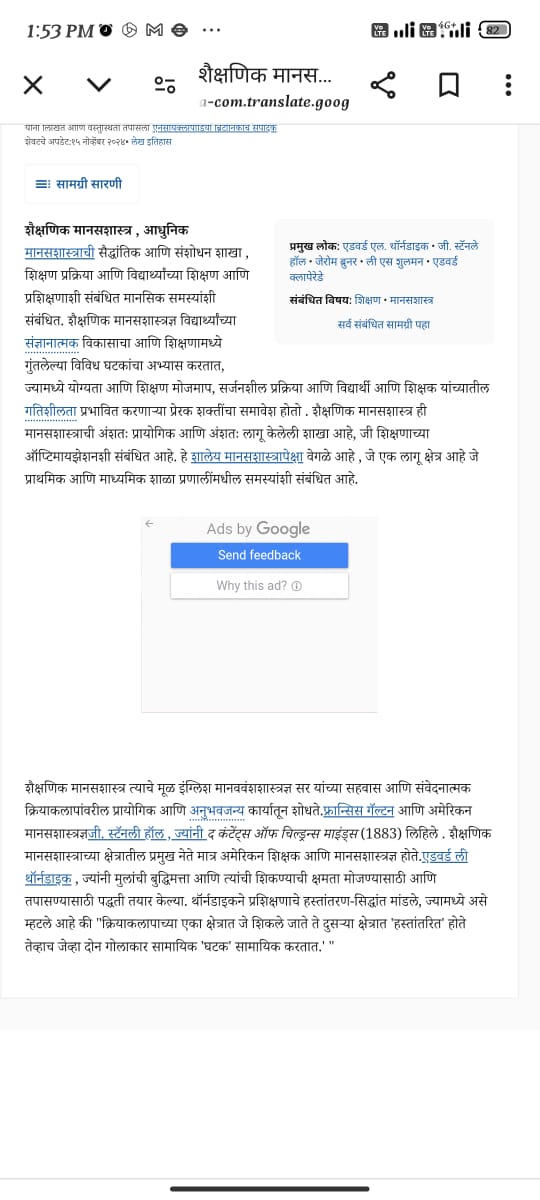 1:53 PM
82
शैक्षणिक मानस...
a-com.translate.goog
यांनी लिखित आणि वस्तुस्थिती तपासली एनसायक्लोपीडिया ब्रिटानिकाचे संपादक
शेवटचे अपडेट:१५ नोव्हेंबर २०२४• लेख इतिहास
सामग्री सारणी
शैक्षणिक मानसशास्त्र , आधुनिक
मानसशास्त्राची सैद्धांतिक आणि संशोधन शाखा ,
शिक्षण प्रक्रिया आणि विद्यार्थ्यांच्या शिक्षण आणि
प्रशिक्षणाशी संबंधित मानसिक समस्यांशी
संबंधित. शैक्षणिक मानसशास्त्रज्ञ विद्यार्थ्यांच्या
संज्ञानात्मक विकासाचा आणि शिक्षणामध्ये
गुंतलेल्या विविध घटकांचा अभ्यास करतात,
ज्यामध्ये योग्यता आणि शिक्षण मोजमाप, सर्जनशील प्रक्रिया आणि विद्यार्थी आणि शिक्षक यांच्यातील
गतिशीलता प्रभावित करणाऱ्या प्रेरक शक्तींचा समावेश होतो . शैक्षणिक मानसशास्त्र ही
मानसशास्त्राची अंशतः प्रायोगिक आणि अंशतः लागू केलेली शाखा आहे, जी शिक्षणाच्या
ऑप्टिमायझेशनशी संबंधित आहे. हे शालेय मानसशास्त्रापेक्षा वेगळे आहे , जे एक लागू क्षेत्र आहे जे
प्राथमिक आणि माध्यमिक शाळा प्रणालींमधील समस्यांशी संबंधित आहे.
प्रमुख लोक: एडवर्ड एल. थॉर्नडाइक • जी. स्टॅनले
हॉल • जेरोम ब्रुनर • ली एस शुलमन • एडवर्ड
क्लापेरेडे
संबंधित विषय: शिक्षण • मानसशास्त्र
सर्व संबंधित सामग्री पहा
Ads by Google
Send feedback
Why this ad?
शैक्षणिक मानसशास्त्र त्याचे मूळ इंग्लिश मानववंशशास्त्रज्ञ सर यांच्या सहवास आणि संवेदनात्मक
क्रियाकलापांवरील प्रायोगिक आणि अनुभवजन्य कार्यातून शोधते.फ्रान्सिस गॅल्टन आणि अमेरिकन
मानसशास्त्रज्ञजी. स्टॅनली हॉल , ज्यांनी द कंटेंट्स ऑफ चिल्ड्रन्स माइंड्स (1883) लिहिले . शैक्षणिक
मानसशास्त्राच्या क्षेत्रातील प्रमुख नेते मात्र अमेरिकन शिक्षक आणि मानसशास्त्रज्ञ होते.एडवर्ड ली
थॉर्नडाइक , ज्यांनी मुलांची बुद्धिमत्ता आणि त्यांची शिकण्याची क्षमता मोजण्यासाठी आणि
तपासण्यासाठी पद्धती तयार केल्या. थॉर्नडाइकने प्रशिक्षणाचे हस्तांतरण-सिद्धांत मांडले, ज्यामध्ये असे
म्हटले आहे की "क्रियाकलापाच्या एका क्षेत्रात जे शिकले जाते ते दुसऱ्या क्षेत्रात 'हस्तांतरित' होते
तेव्हाच जेव्हा दोन गोलाकार सामायिक 'घटक' सामायिक करतात.' "